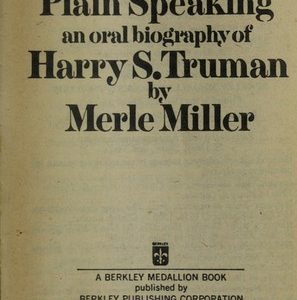 Plain Speaking
an oral biography of
Harry S. Truman
by
Merle Miller
BERKLEY
A BERKLEY MEDALLION BOOK
published by
BERKLEY PUBLISHING CORPORATION